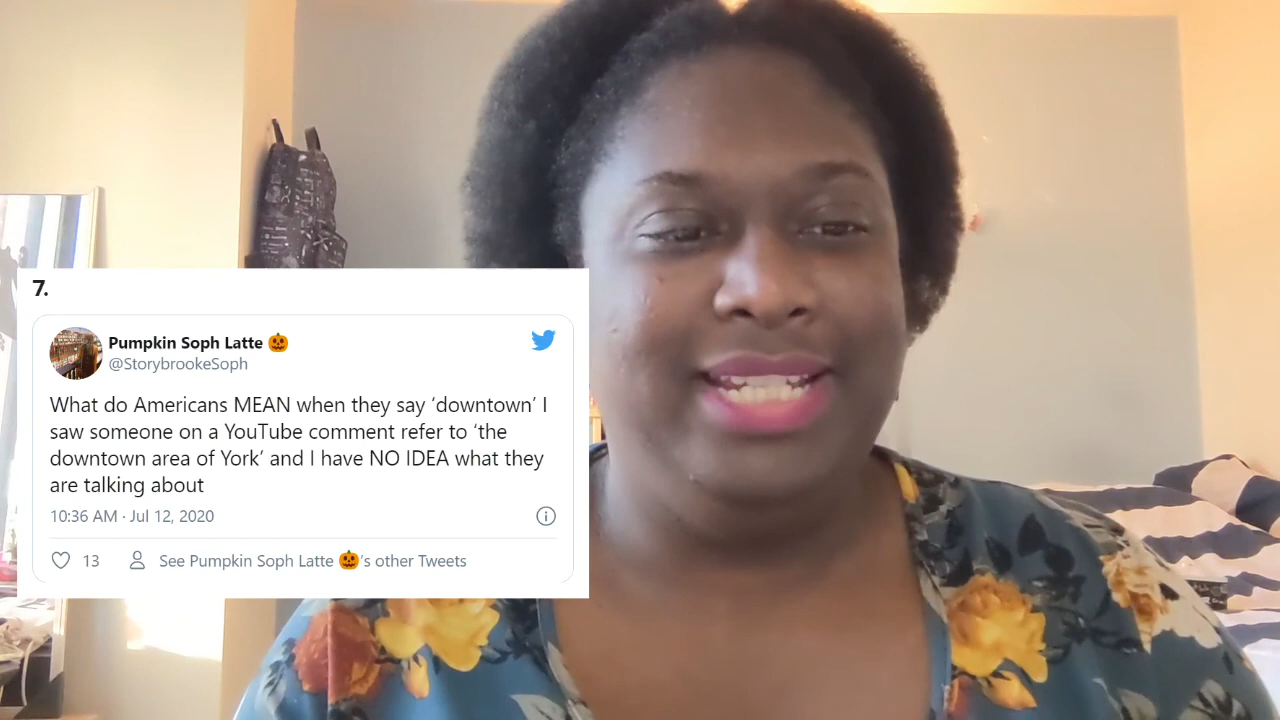 7.
Pumpkin Soph Latte 🎃
@StorybrookeSoph
What do Americans MEAN when they say ‘downtown’ I
saw someone on a YouTube comment refer to ‘the
downtown area of York’ and I have NO IDEA what they
are talking about
10:36 AM · Jul 12, 2020
13 See Pumpkin Soph Latte 🎃’s other Tweets